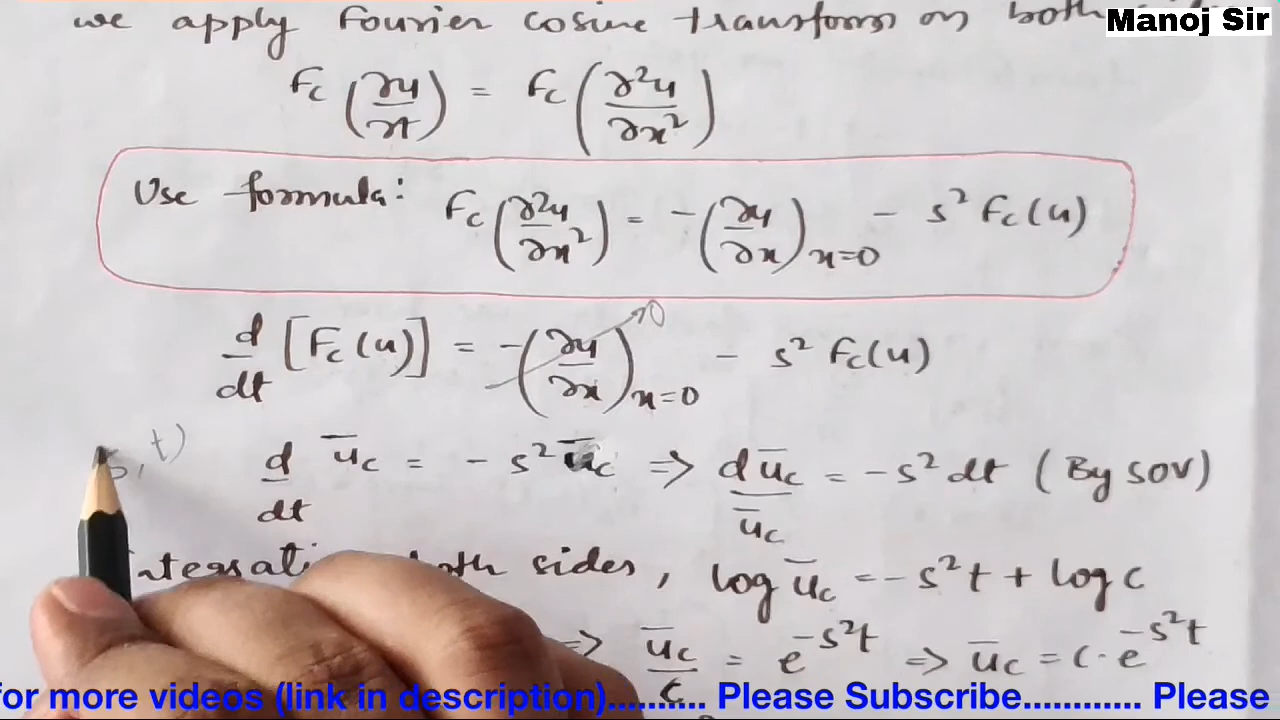 we apply Fourier cosine transform on both
Manoj Sir
Fc (∂u/∂t) = Fc (∂²u/∂x²)
Use formula: Fc (∂²u/∂x²) = -(∂u/∂x)x=0 - s² Fc(u)
d/dt [Fc(u)] = -(∂u/∂x)x=0 → 0 - s² Fc(u)
s, t) d/dt ūc = - s² ūc => dūc/ūc = -s² dt (By SOV)
sides, log ūc = -s²t + log c
=> ūc/c = e^-s²t => ūc = c. e^-s²t
for more videos (link in description).......... Please Subscribe............ Please